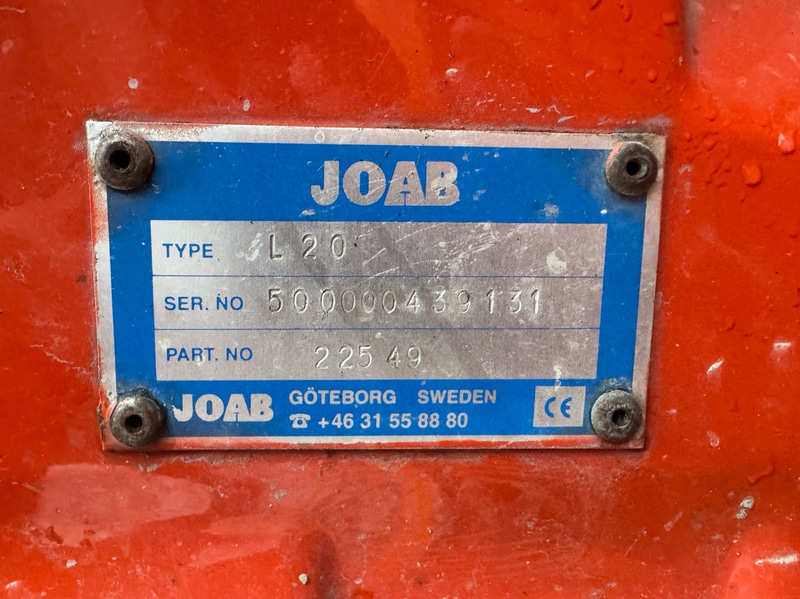 JOAB
TYPE L 20
SER. NO 500000439131
PART. NO 22549
JOAB GÖTEBORG SWEDEN
☎ +46 31 55 88 80
CE